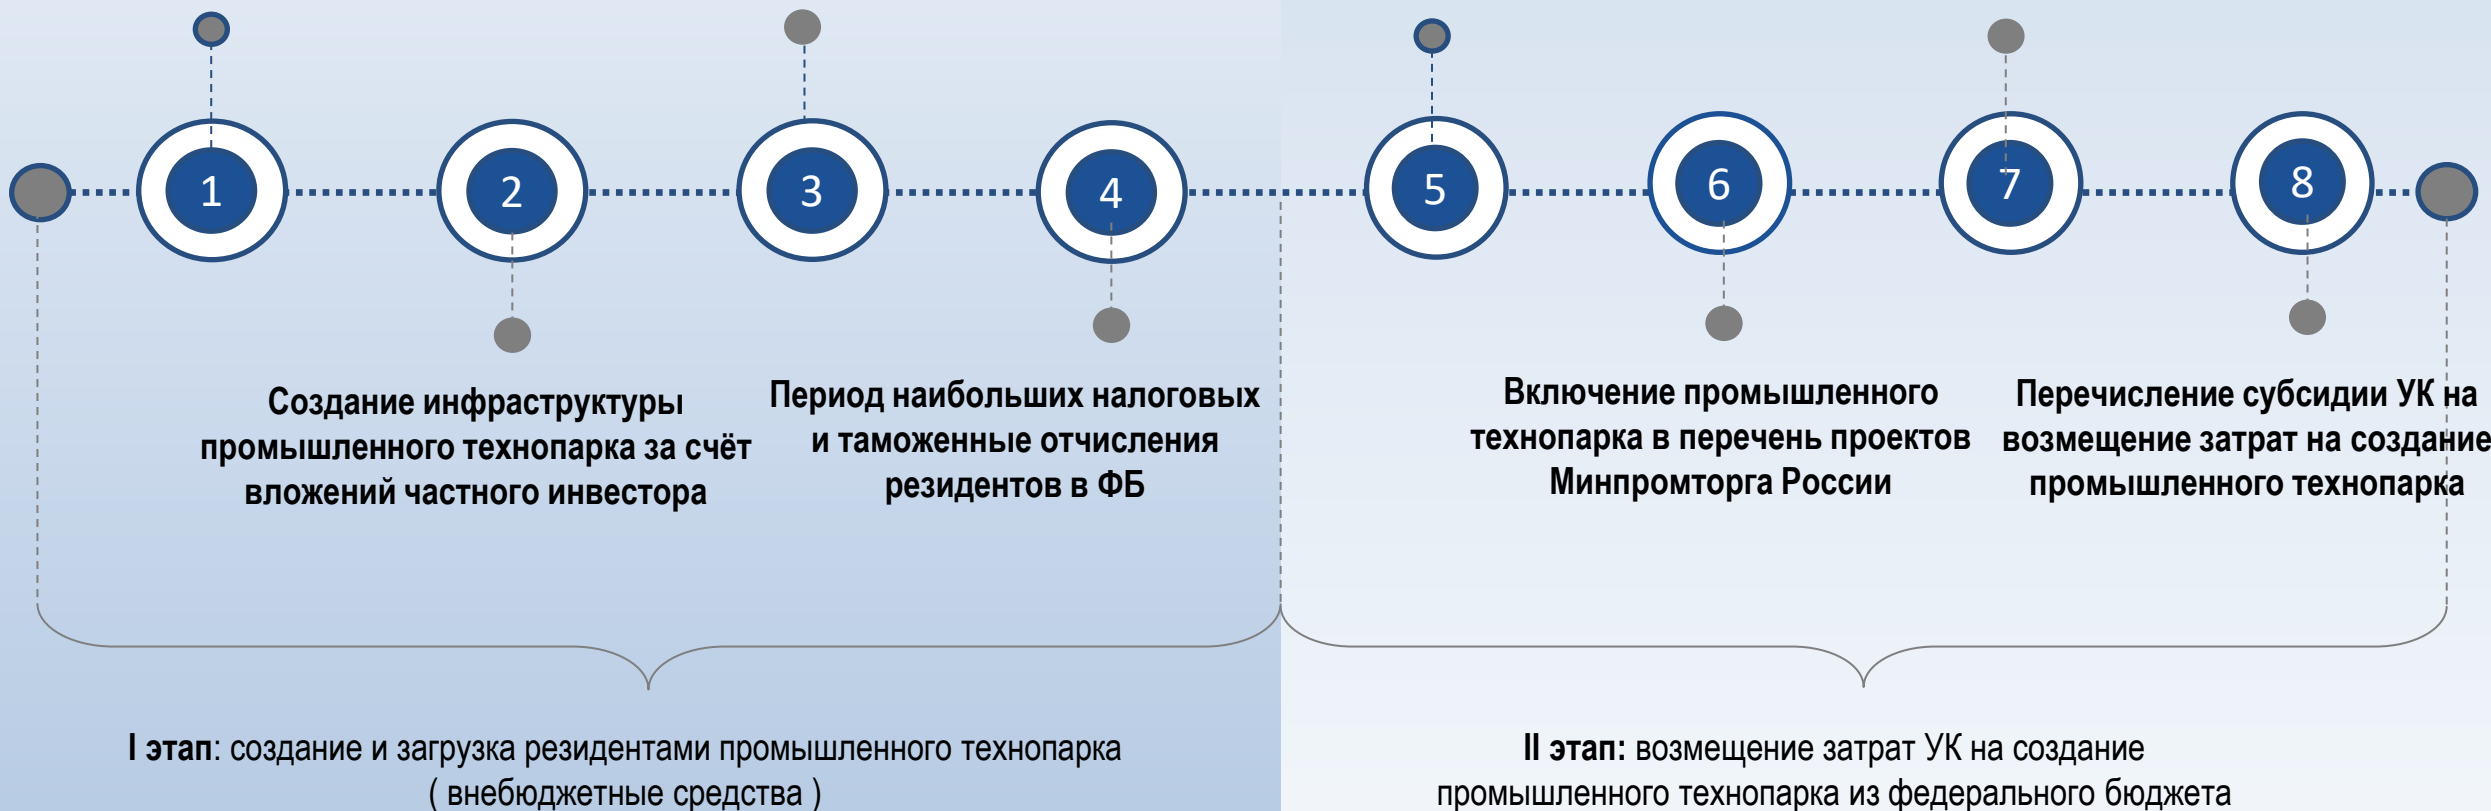 1
2
3
4
5
6
7
8
Создание инфраструктуры
промышленного технопарка за счёт
вложений частного инвестора
Период наибольших налоговых
и таможенные отчисления
резидентов в ФБ
Включение промышленного
технопарка в перечень проектов
Минпромторга России
Перечисление субсидии УК на
возмещение затрат на создание
промышленного технопарка
I этап: создание и загрузка резидентами промышленного технопарка
( внебюджетные средства )
II этап: возмещение затрат УК на создание
промышленного технопарка из федерального бюджета